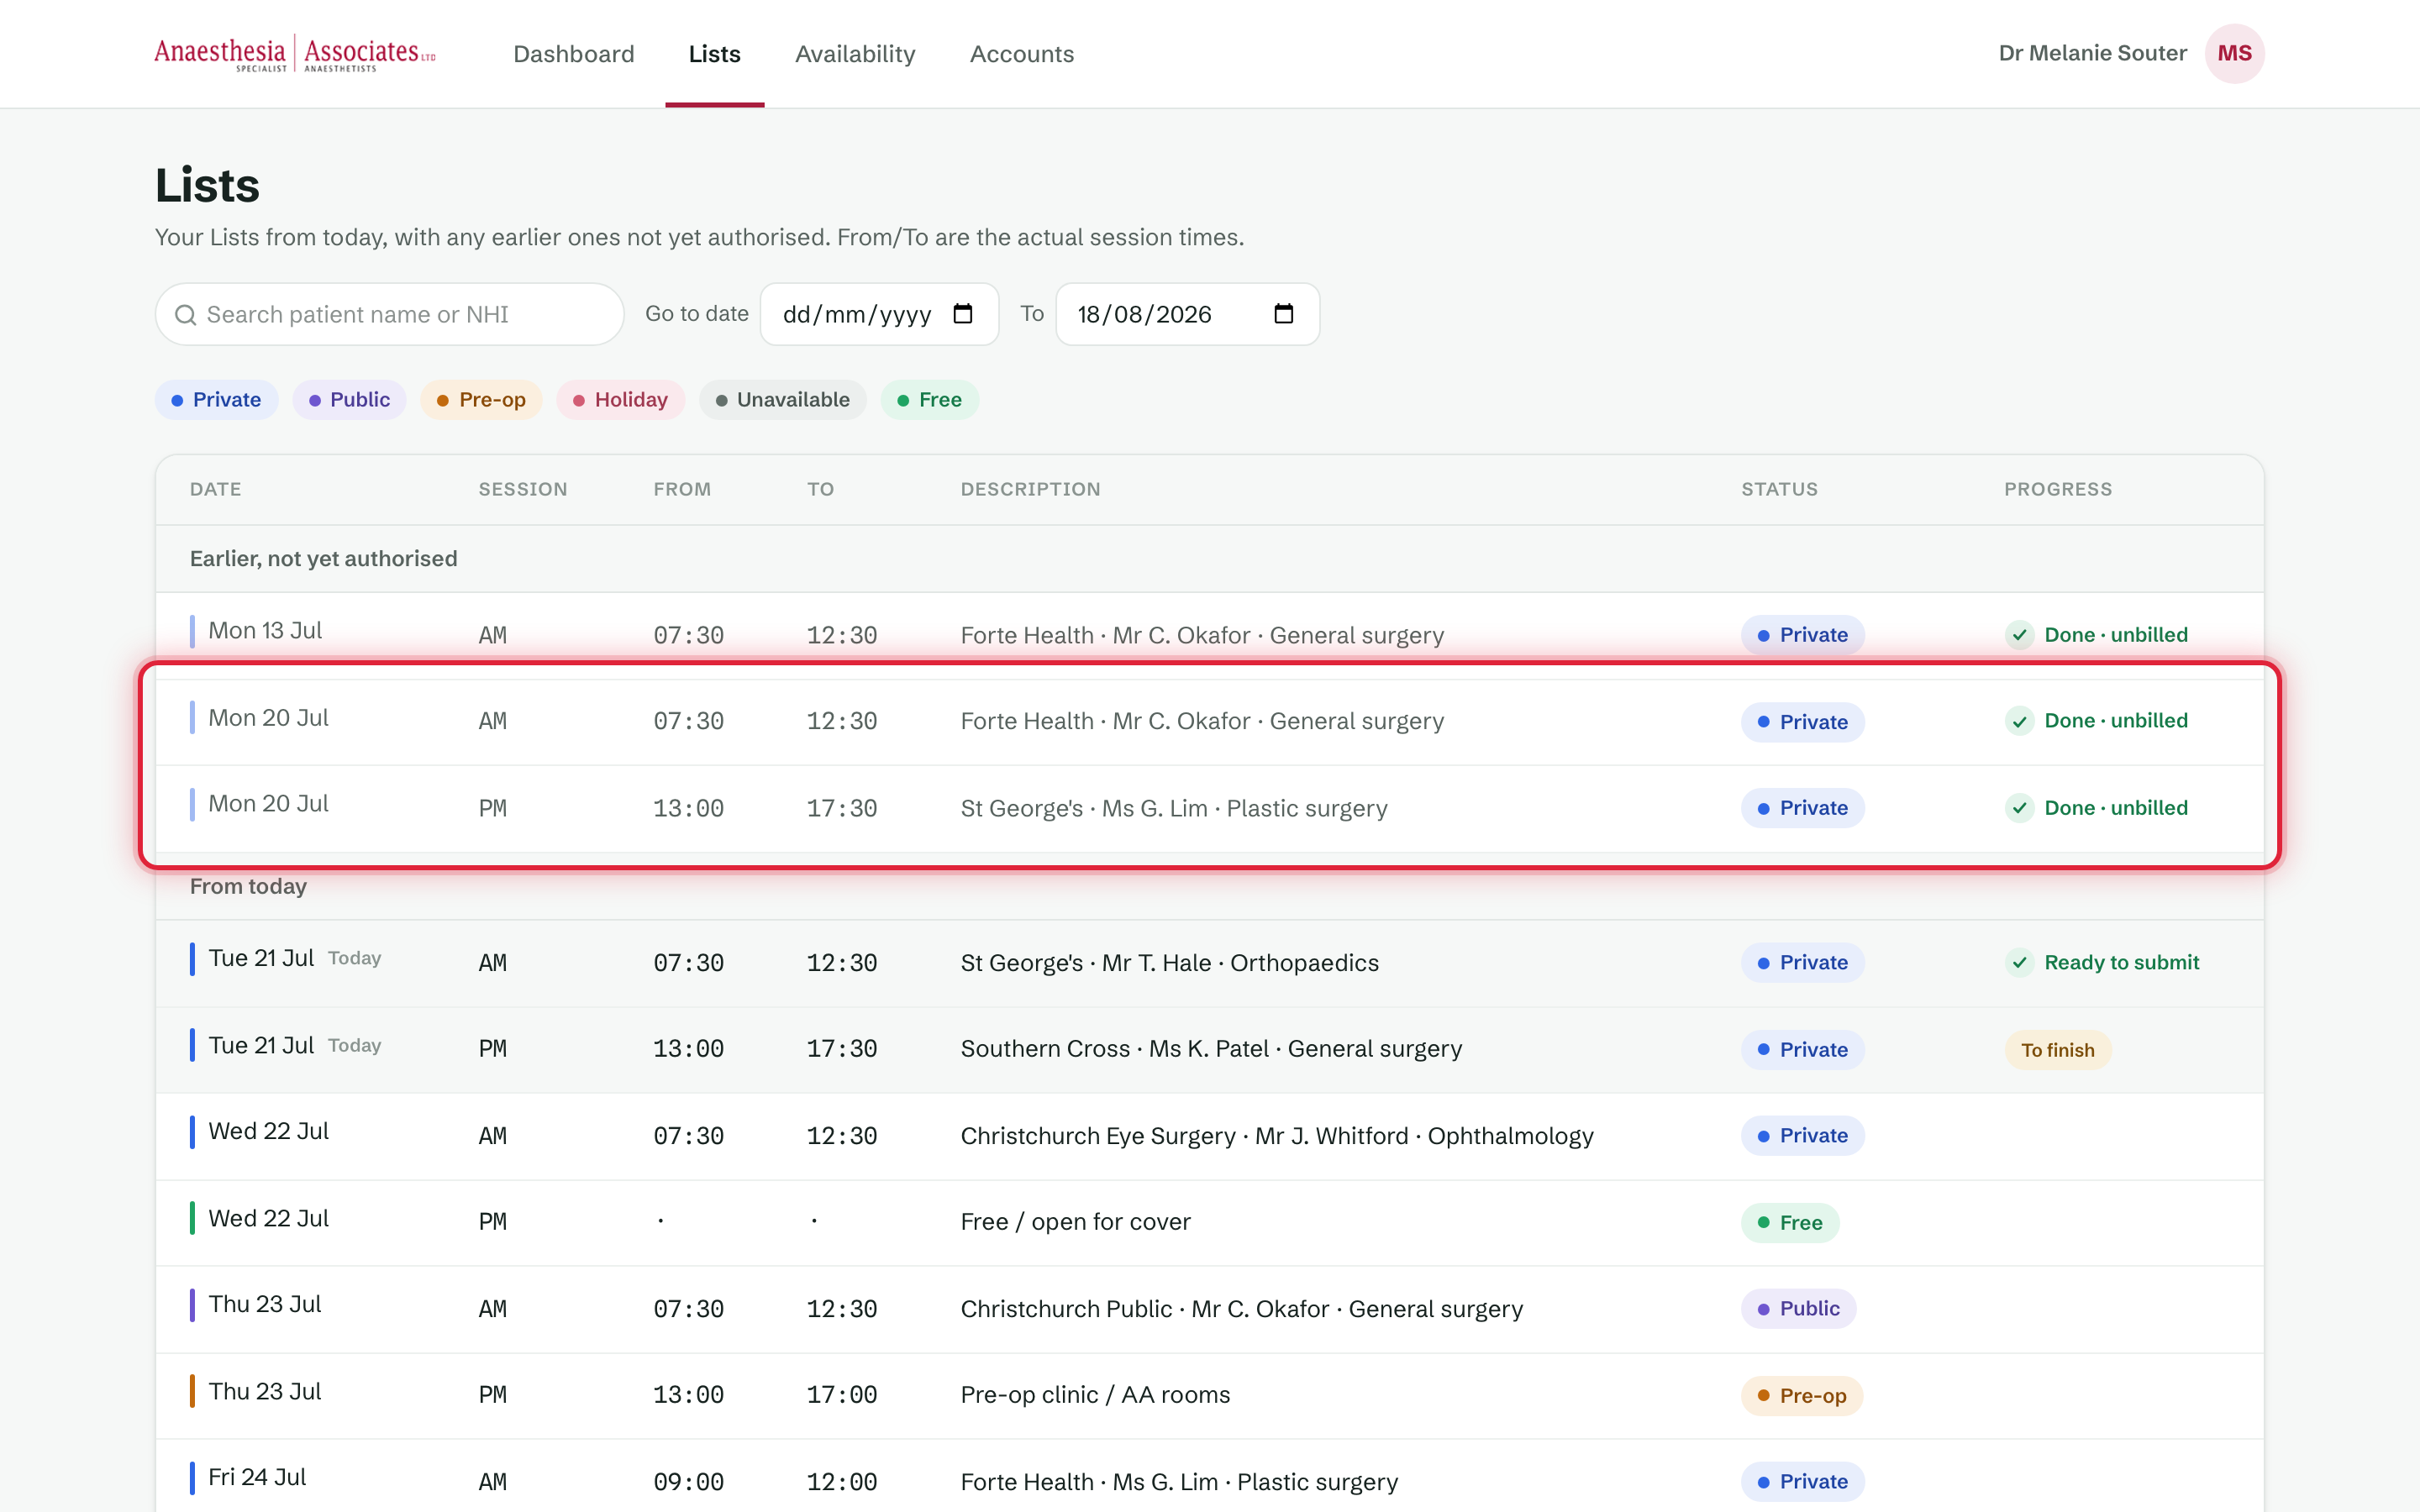 Anaesthesia Associates LTD
SPECIALIST ANAESTHETISTS
Dashboard Lists Availability Accounts
Dr Melanie Souter MS
Lists
Your Lists from today, with any earlier ones not yet authorised. From/To are the actual session times.
Search patient name or NHI Go to date dd/mm/yyyy To 18/08/2026
Private Public Pre-op Holiday Unavailable Free
DATE SESSION FROM TO DESCRIPTION STATUS PROGRESS
Earlier, not yet authorised
Mon 13 Jul AM 07:30 12:30 Forte Health · Mr C. Okafor · General surgery Private Done · unbilled
Mon 20 Jul AM 07:30 12:30 Forte Health · Mr C. Okafor · General surgery Private Done · unbilled
Mon 20 Jul PM 13:00 17:30 St George's · Ms G. Lim · Plastic surgery Private Done · unbilled
From today
Tue 21 Jul Today AM 07:30 12:30 St George's · Mr T. Hale · Orthopaedics Private Ready to submit
Tue 21 Jul Today PM 13:00 17:30 Southern Cross · Ms K. Patel · General surgery Private To finish
Wed 22 Jul AM 07:30 12:30 Christchurch Eye Surgery · Mr J. Whitford · Ophthalmology Private
Wed 22 Jul PM · · Free / open for cover Free
Thu 23 Jul AM 07:30 12:30 Christchurch Public · Mr C. Okafor · General surgery Public
Thu 23 Jul PM 13:00 17:00 Pre-op clinic / AA rooms Pre-op
Fri 24 Jul AM 09:00 12:00 Forte Health · Ms G. Lim · Plastic surgery Private